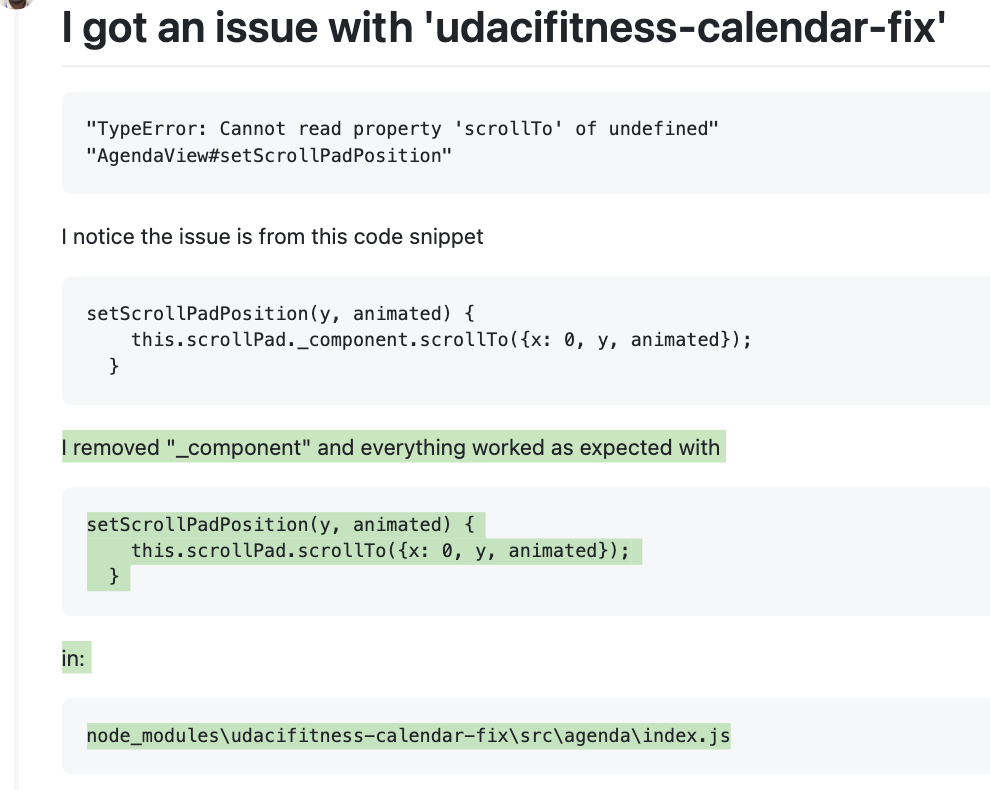 I got an issue with 'udacifitness-calendar-fix'
"TypeError: Cannot read property 'scrollTo' of undefined"
"AgendaView#setScrollPadPosition"
I notice the issue is from this code snippet
setScrollPadPosition(y, animated) {
    this.scrollPad._component.scrollTo({x: 0, y, animated});
  }
I removed "_component" and everything worked as expected with
setScrollPadPosition(y, animated) {
    this.scrollPad.scrollTo({x: 0, y, animated});
  }
in:
node_modules\udacifitness-calendar-fix\src\agenda\index.js